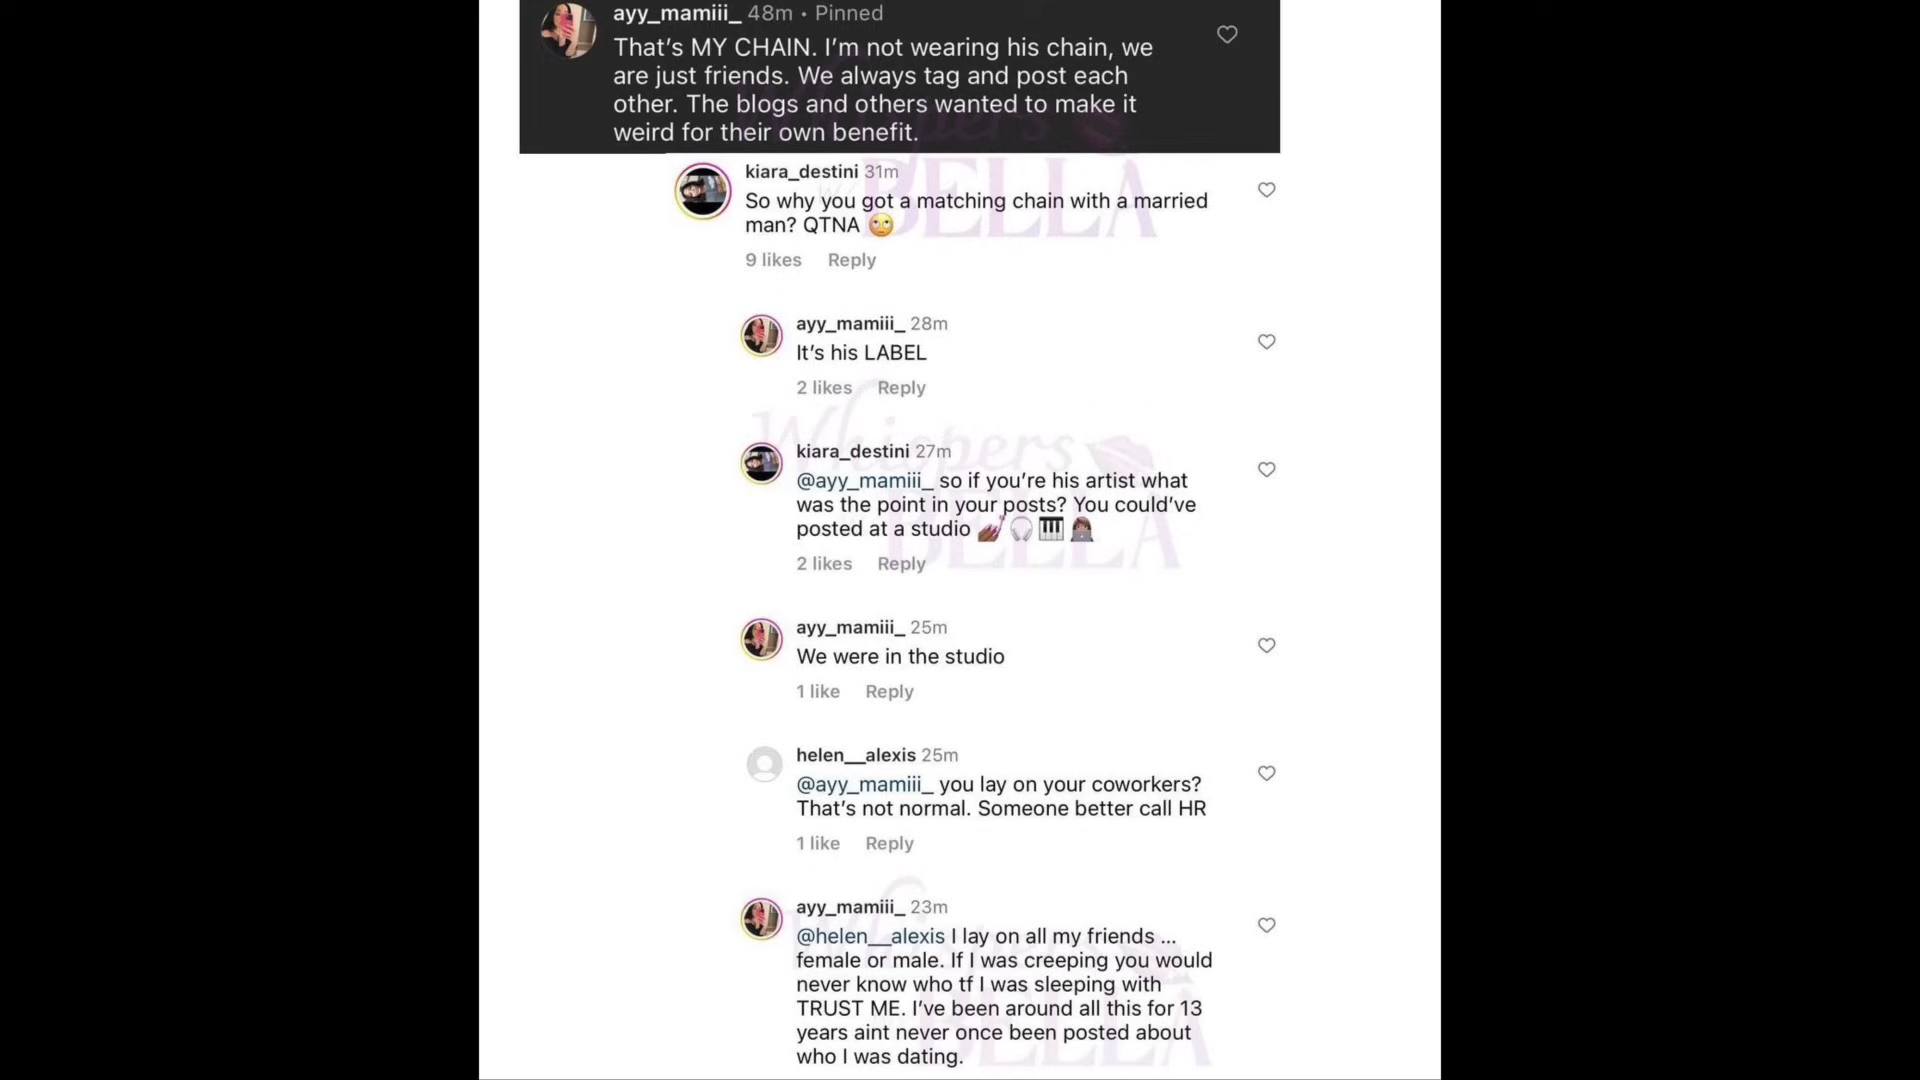 ayy_mamiii_ 48m • Pinned
That's MY CHAIN. I'm not wearing his chain, we
are just friends. We always tag and post each
other. The blogs and others wanted to make it
weird for their own benefit.
kiara_destini 31m
So why you got a matching chain with a married
man? QTNA 🙄
9 likes Reply
ayy_mamiii_ 28m
It's his LABEL
2 likes Reply
kiara_destini 27m
@ayy_mamiii_ so if you're his artist what
was the point in your posts? You could've
posted at a studio 💅🏾🎧🎹👩🏽‍💻
2 likes Reply
ayy_mamiii_ 25m
We were in the studio
1 like Reply
helen__alexis 25m
@ayy_mamiii_ you lay on your coworkers?
That's not normal. Someone better call HR
1 like Reply
ayy_mamiii_ 23m
@helen__alexis I lay on all my friends ...
female or male. If I was creeping you would
never know who tf I was sleeping with
TRUST ME. I've been around all this for 13
years aint never once been posted about
who I was dating.
Whispers
w/
BELLA
Whispers
BELLA
Whispers
BELLA